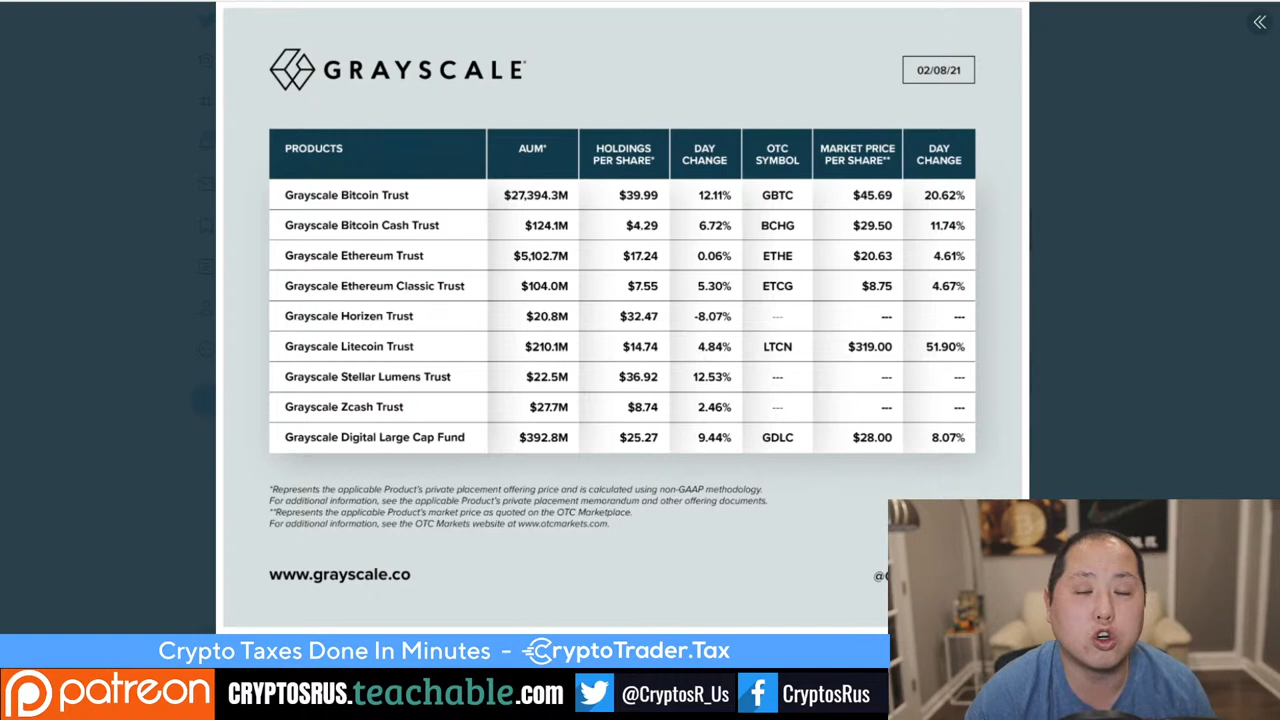 GRAYSCALE
02/08/21
PRODUCTS AUM* HOLDINGS PER SHARE* DAY CHANGE OTC SYMBOL MARKET PRICE PER SHARE** DAY CHANGE
Grayscale Bitcoin Trust $27,394.3M $39.99 12.11% GBTC $45.69 20.62%
Grayscale Bitcoin Cash Trust $124.1M $4.29 6.72% BCHG $29.50 11.74%
Grayscale Ethereum Trust $5,102.7M $17.24 0.06% ETHE $20.63 4.61%
Grayscale Ethereum Classic Trust $104.0M $7.55 5.30% ETCG $8.75 4.67%
Grayscale Horizen Trust $20.8M $32.47 -8.07% --- --- ---
Grayscale Litecoin Trust $210.1M $14.74 4.84% LTCN $319.00 51.90%
Grayscale Stellar Lumens Trust $22.5M $36.92 12.53% --- --- ---
Grayscale Zcash Trust $27.7M $8.74 2.46% --- --- ---
Grayscale Digital Large Cap Fund $392.8M $25.27 9.44% GDLC $28.00 8.07%
*Represents the applicable Product's private placement offering price and is calculated using non-GAAP methodology.
For additional information, see the applicable Product's private placement memorandum and other offering documents.
**Represents the applicable Product's market price as quoted on the OTC Marketplace.
For additional information, see the OTC Markets website at www.otcmarkets.com.
www.grayscale.co
Crypto Taxes Done In Minutes - CryptoTrader.Tax
patreon CRYPTOSRUS.teachable.com @CryptosR_Us CryptosRus